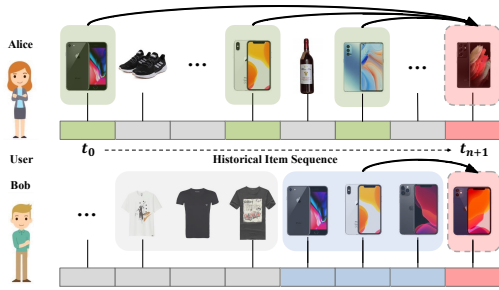 Alice
...
...
t0
tn+1
User
Historical Item Sequence
Bob
...